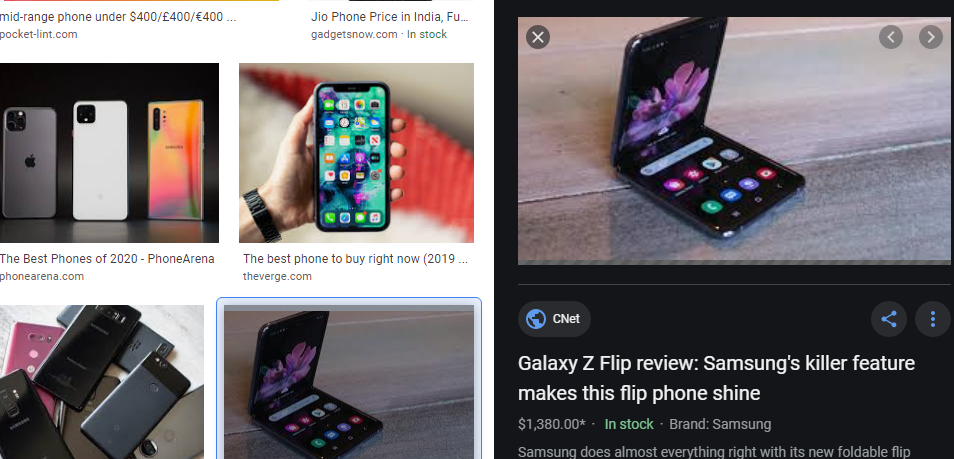 mid-range phone under $400/£400/€400 ...
pocket-lint.com
Jio Phone Price in India, Fu...
gadgetsnow.com · In stock
SAMSUNG
The Best Phones of 2020 - PhoneArena
phonearena.com
The best phone to buy right now (2019 ...
theverge.com
SAMSUNG
CNet
Galaxy Z Flip review: Samsung's killer feature
makes this flip phone shine
$1,380.00* · In stock · Brand: Samsung
Samsung does almost everything right with its new foldable flip